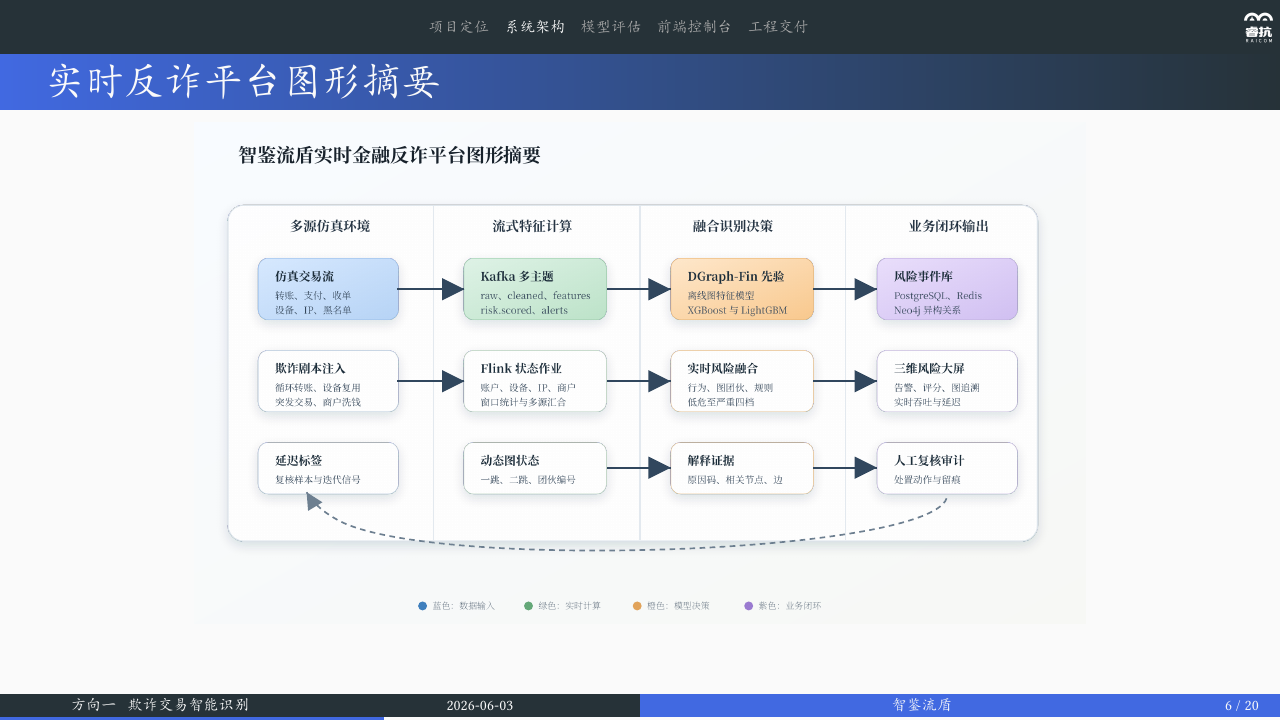 项目定位 系统架构 模型评估 前端控制台 工程交付
睿抗
RAICOM
实时反诈平台图形摘要
智鉴流盾实时金融反诈平台图形摘要
多源仿真环境 流式特征计算 融合识别决策 业务闭环输出
仿真交易流
转账、支付、收单
设备、IP、黑名单
Kafka 多主题
raw、cleaned、features
risk.scored、alerts
DGraph-Fin 先验
离线图特征模型
XGBoost 与 LightGBM
风险事件库
PostgreSQL、Redis
Neo4j 异构关系
欺诈剧本注入
循环转账、设备复用
突发交易、商户洗钱
Flink 状态作业
账户、设备、IP、商户
窗口统计与多源汇合
实时风险融合
行为、图团伙、规则
低危至严重四档
三维风险大屏
告警、评分、图追溯
实时吞吐与延迟
延迟标签
复核样本与迭代信号
动态图状态
一跳、二跳、团伙编号
解释证据
原因码、相关节点、边
人工复核审计
处置动作与留痕
蓝色：数据输入 绿色：实时计算 橙色：模型决策 紫色：业务闭环
方向一 欺诈交易智能识别 2026-06-03 智鉴流盾 6 / 20